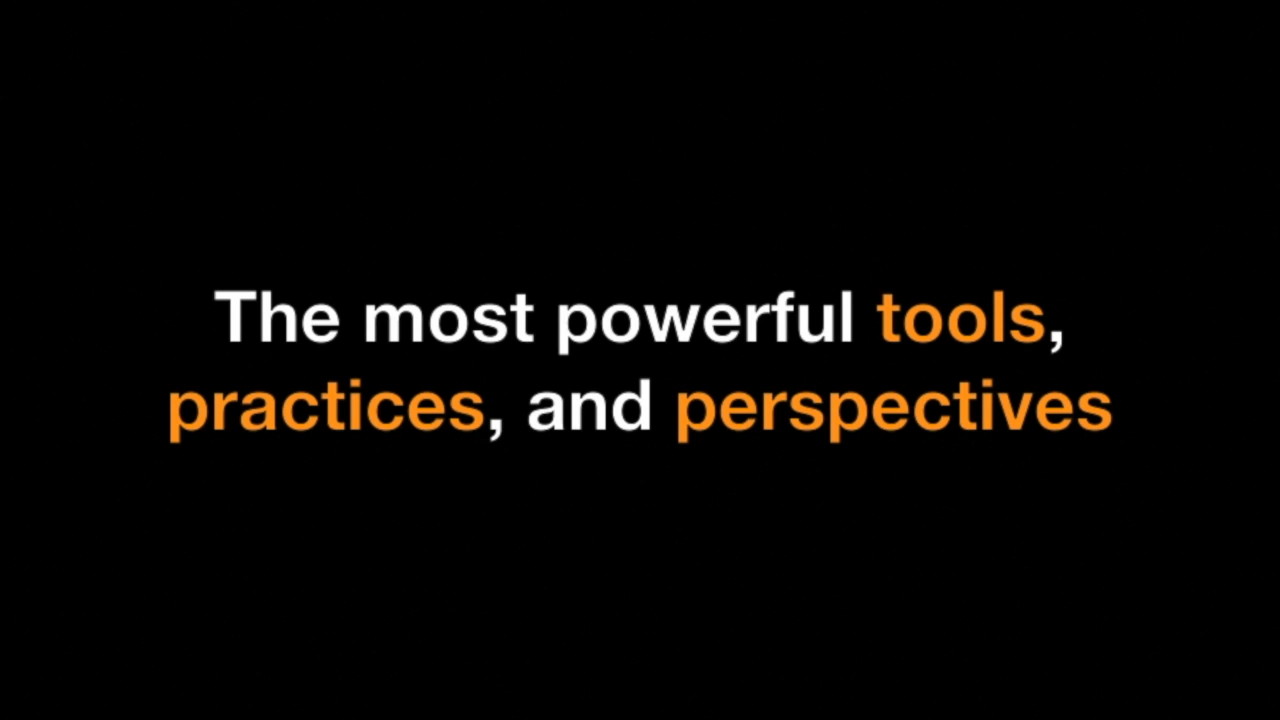 The most powerful tools,
practices, and perspectives